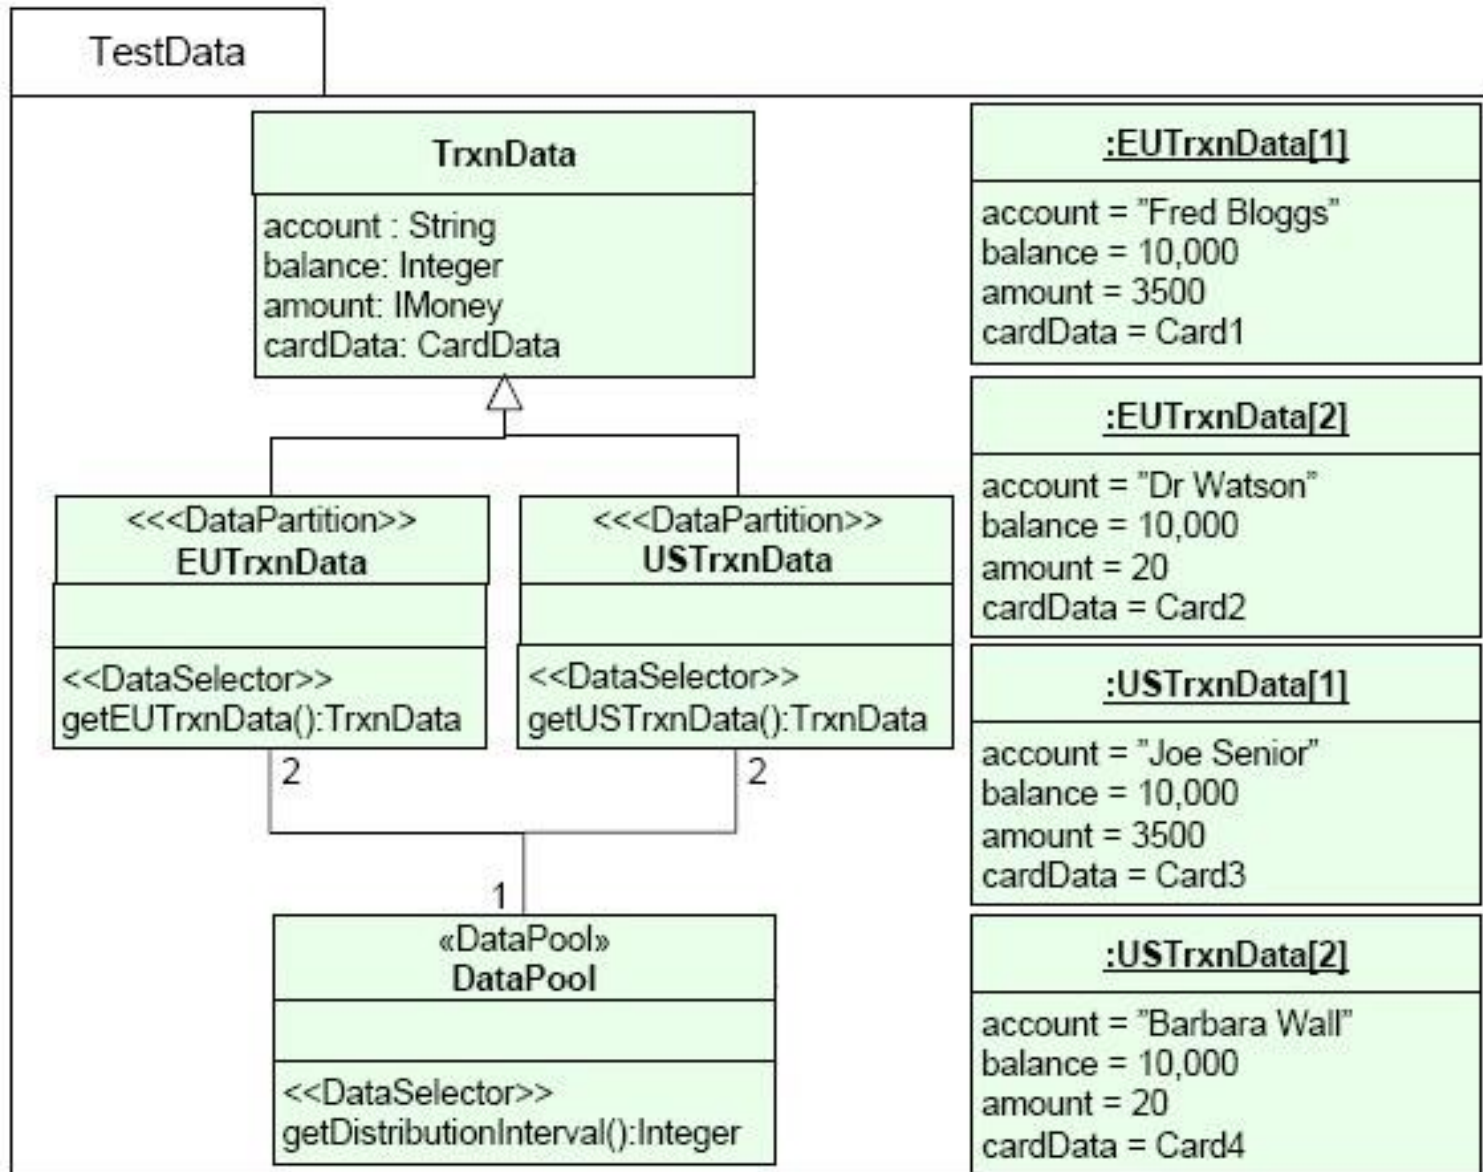 TestData
TrxnData
account : String
balance: Integer
amount: IMoney
cardData: CardData
<<<DataPartition>>
EUTrxnData
<<DataSelector>>
getEUTrxnData():TrxnData
2
<<<DataPartition>>
USTrxnData
<<DataSelector>>
getUSTrxnData():TrxnData
2
1
«DataPool»
DataPool
<<DataSelector>>
getDistributionInterval():Integer
:EUTrxnData[1]
account = ”Fred Bloggs”
balance = 10,000
amount = 3500
cardData = Card1
:EUTrxnData[2]
account = ”Dr Watson”
balance = 10,000
amount = 20
cardData = Card2
:USTrxnData[1]
account = ”Joe Senior”
balance = 10,000
amount = 3500
cardData = Card3
:USTrxnData[2]
account = ”Barbara Wall”
balance = 10,000
amount = 20
cardData = Card4